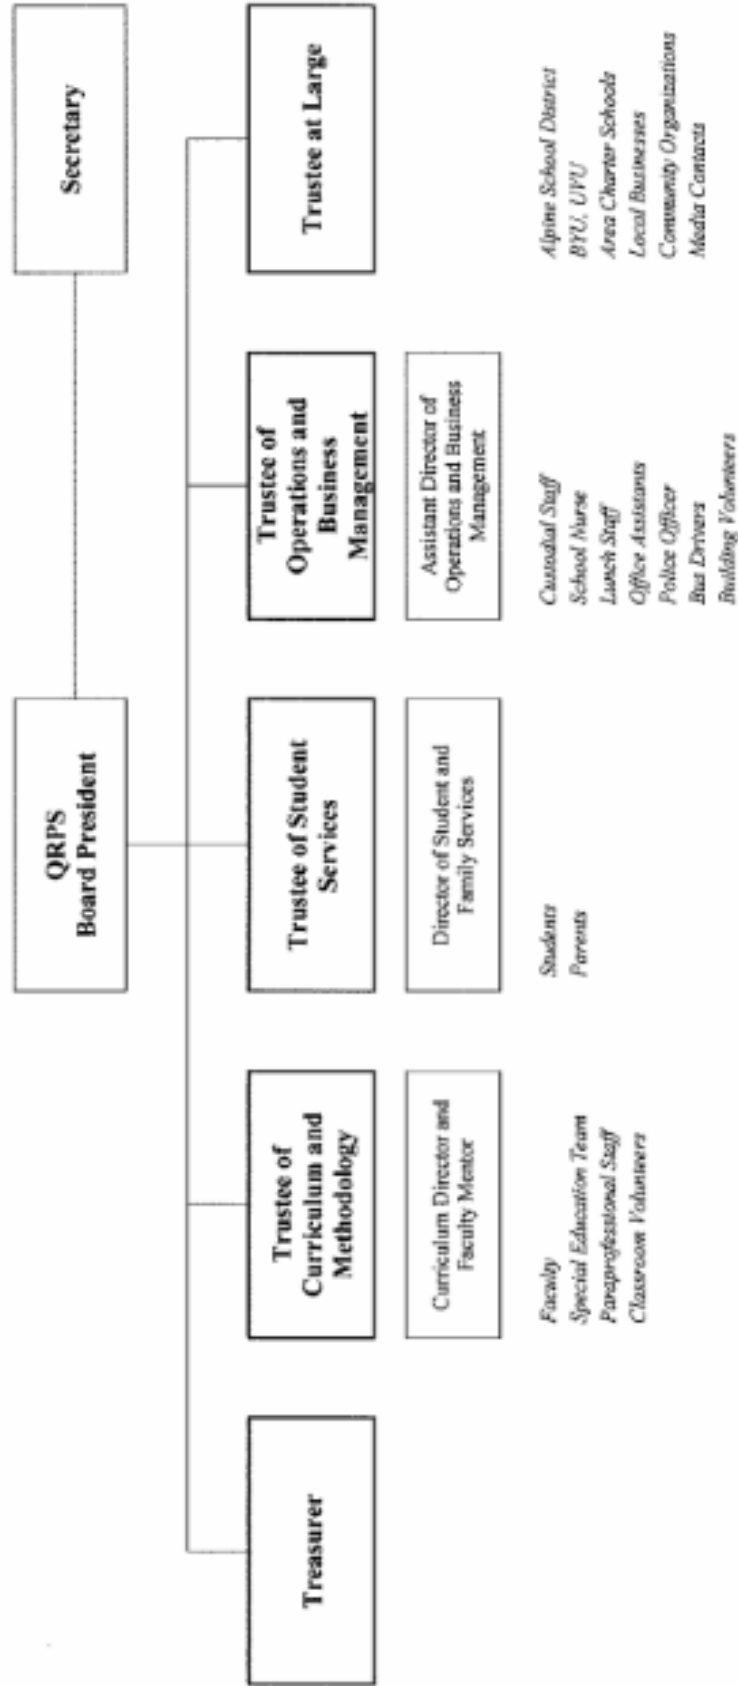 QRPS
Board President
Secretary
Treasurer
Trustee of
Curriculum and
Methodology
Trustee of Student
Services
Trustee of
Operations and
Business
Management
Trustee at Large
Curriculum Director and
Faculty Mentor
Director of Student and
Family Services
Assistant Director of
Operations and Business
Management
Faculty
Special Education Team
Paraprofessional Staff
Classroom Volunteers
Students
Parents
Custodial Staff
School Nurse
Lunch Staff
Office Assistants
Police Officer
Bus Drivers
Building Volunteers
Alpine School District
BYU, UVU
Area Charter Schools
Local Businesses
Community Organizations
Media Contacts